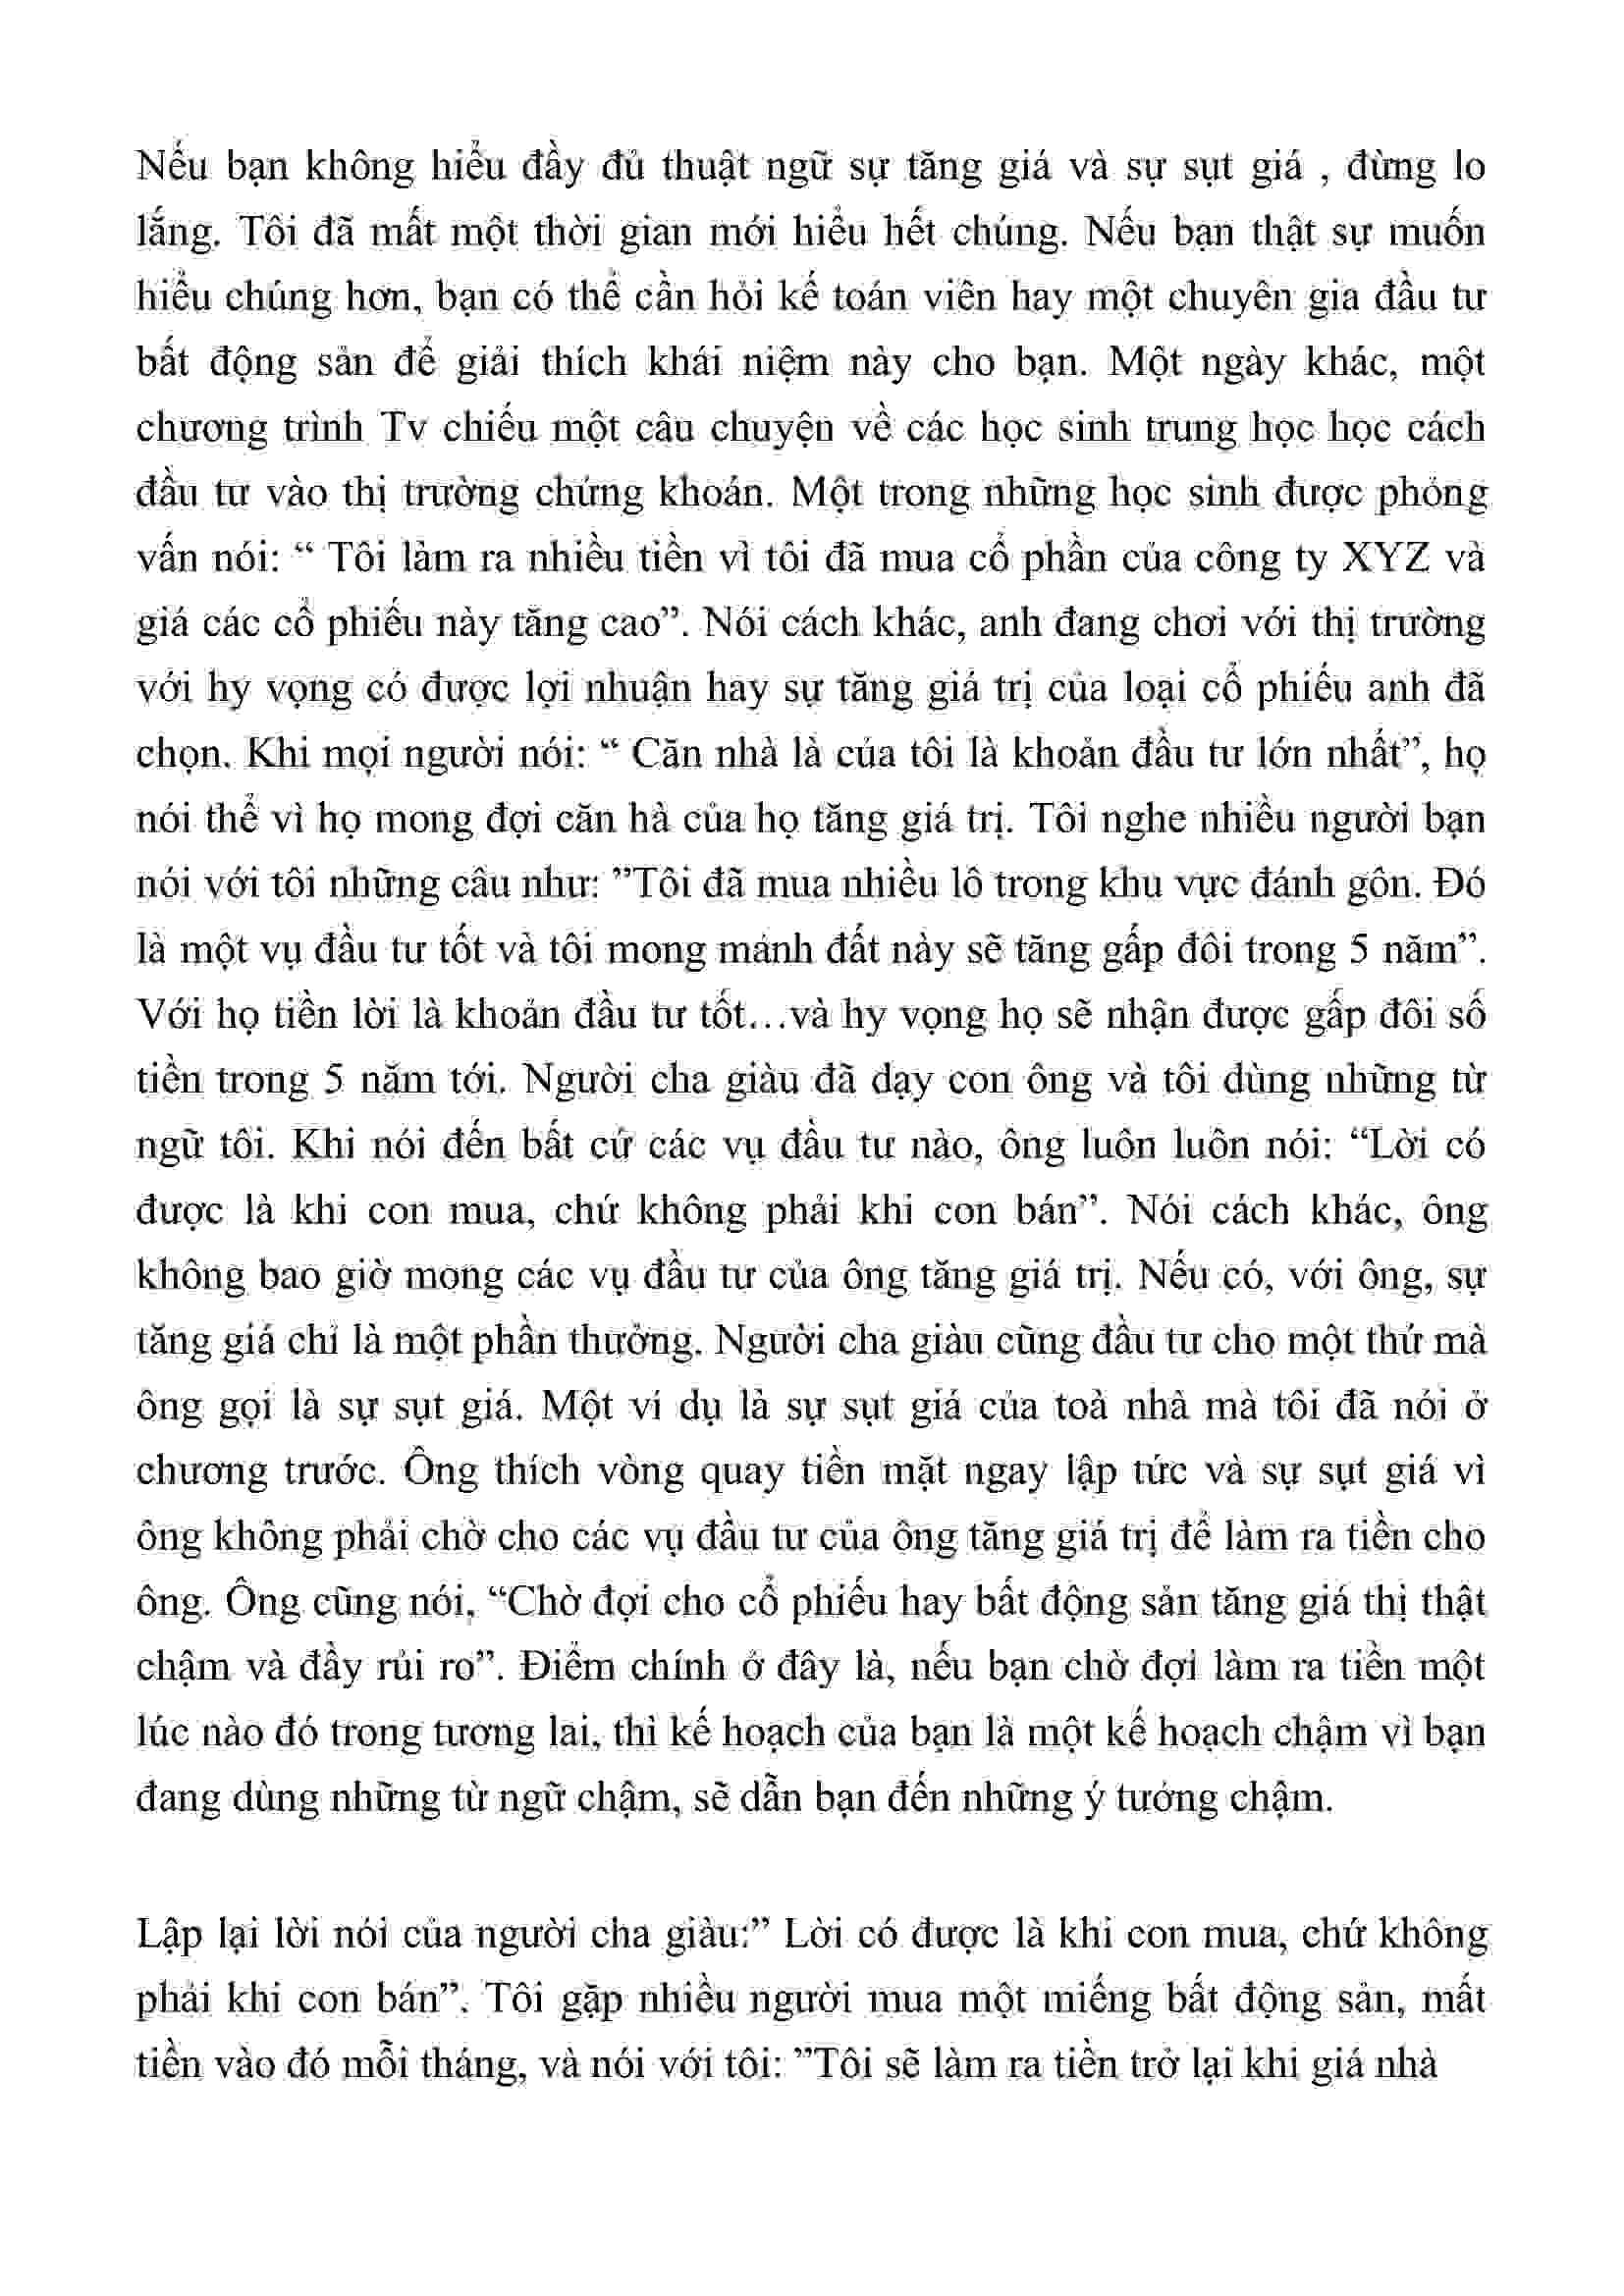 Nếu bạn không hiểu đầy đủ thuật ngữ sự tăng giá và sự sụt giá , đừng lo
lắng. Tôi đã mất một thời gian mới hiểu hết chúng. Nếu bạn thật sự muốn
hiểu chúng hơn, bạn có thể cần hỏi kế toán viên hay một chuyên gia đầu tư
bất động sản để giải thích khái niệm này cho bạn. Một ngày khác, một
chương trình Tv chiếu một câu chuyện về các học sinh trung học học cách
đầu tư vào thị trường chứng khoán. Một trong những học sinh được phỏng
vấn nói: “ Tôi làm ra nhiều tiền vì tôi đã mua cổ phần của công ty XYZ và
giá các cổ phiếu này tăng cao”. Nói cách khác, anh đang chơi với thị trường
với hy vọng có được lợi nhuận hay sự tăng giá trị của loại cổ phiếu anh đã
chọn. Khi mọi người nói: “ Căn nhà là của tôi là khoản đầu tư lớn nhất”, họ
nói thể vì họ mong đợi căn hà của họ tăng giá trị. Tôi nghe nhiều người bạn
nói với tôi những câu như: ”Tôi đã mua nhiều lô trong khu vực đánh gôn. Đó
là một vụ đầu tư tốt và tôi mong mảnh đất này sẽ tăng gấp đôi trong 5 năm”.
Với họ tiền lời là khoản đầu tư tốt…và hy vọng họ sẽ nhận được gấp đôi số
tiền trong 5 năm tới. Người cha giàu đã dạy con ông và tôi dùng những từ
ngữ tôi. Khi nói đến bất cứ các vụ đầu tư nào, ông luôn luôn nói: “Lời có
được là khi con mua, chứ không phải khi con bán”. Nói cách khác, ông
không bao giờ mong các vụ đầu tư của ông tăng giá trị. Nếu có, với ông, sự
tăng giá chỉ là một phần thưởng. Người cha giàu cũng đầu tư cho một thứ mà
ông gọi là sự sụt giá. Một ví dụ là sự sụt giá của toà nhà mà tôi đã nói ở
chương trước. Ông thích vòng quay tiền mặt ngay lập tức và sự sụt giá vì
ông không phải chờ cho các vụ đầu tư của ông tăng giá trị để làm ra tiền cho
ông. Ông cũng nói, “Chờ đợi cho cổ phiếu hay bất động sản tăng giá thị thật
chậm và đầy rủi ro”. Điểm chính ở đây là, nếu bạn chờ đợi làm ra tiền một
lúc nào đó trong tương lai, thì kế hoạch của bạn là một kế hoạch chậm vì bạn
đang dùng những từ ngữ chậm, sẽ dẫn bạn đến những ý tưởng chậm.
Lập lại lời nói của người cha giàu:” Lời có được là khi con mua, chứ không
phải khi con bán”. Tôi gặp nhiều người mua một miếng bất động sản, mất
tiền vào đó mỗi tháng, và nói với tôi: ”Tôi sẽ làm ra tiền trở lại khi giá nhà